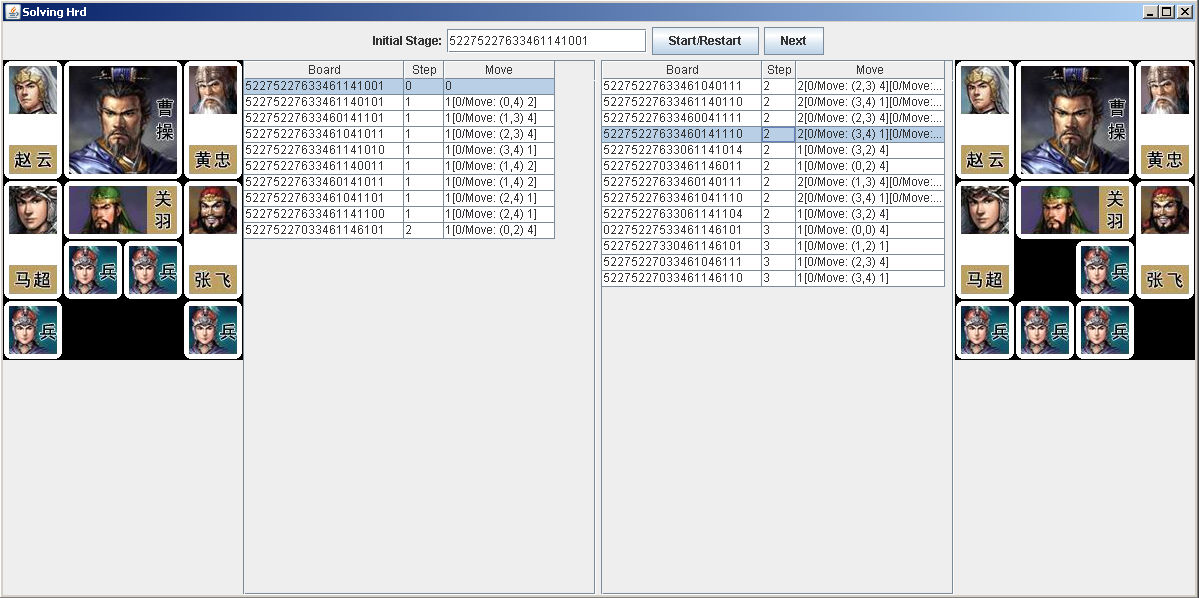 Solving Hrd
Initial Stage: 52275227633461141001 Start/Restart Next
曹操
赵云
黄忠
关羽
马超
兵
兵
张飞
兵
兵
Board Step Move
52275227633461141001 0 0
52275227633461140101 1 1[0/Move: (0,4) 2]
52275227633460141101 1 1[0/Move: (1,3) 4]
52275227633461041011 1 1[0/Move: (2,3) 4]
52275227633461141010 1 1[0/Move: (3,4) 1]
52275227633461140011 1 1[0/Move: (1,4) 2]
52275227633460141011 1 1[0/Move: (1,4) 2]
52275227633461041101 1 1[0/Move: (2,4) 1]
52275227633461141100 1 1[0/Move: (2,4) 1]
52275227033461146101 2 1[0/Move: (0,2) 4]
Board Step Move
52275227633461040111 2 2[0/Move: (2,3) 4][0/Move:...
52275227633461140110 2 2[0/Move: (3,4) 1][0/Move:...
52275227633460041111 2 2[0/Move: (2,3) 4][0/Move:...
52275227633460141110 2 2[0/Move: (3,4) 1][0/Move:...
52275227633061141014 2 1[0/Move: (3,2) 4]
52275227033461146011 2 1[0/Move: (0,2) 4]
52275227633460140111 2 2[0/Move: (1,3) 4][0/Move:...
52275227633461041110 2 2[0/Move: (3,4) 1][0/Move:...
52275227633061141104 2 1[0/Move: (3,2) 4]
02275227533461146101 3 1[0/Move: (0,0) 4]
52275227330461146101 3 1[0/Move: (1,2) 1]
52275227033461046111 3 1[0/Move: (2,3) 4]
52275227033461146110 3 1[0/Move: (3,4) 1]
曹操
赵云
黄忠
关羽
马超
兵
张飞
兵
兵
兵